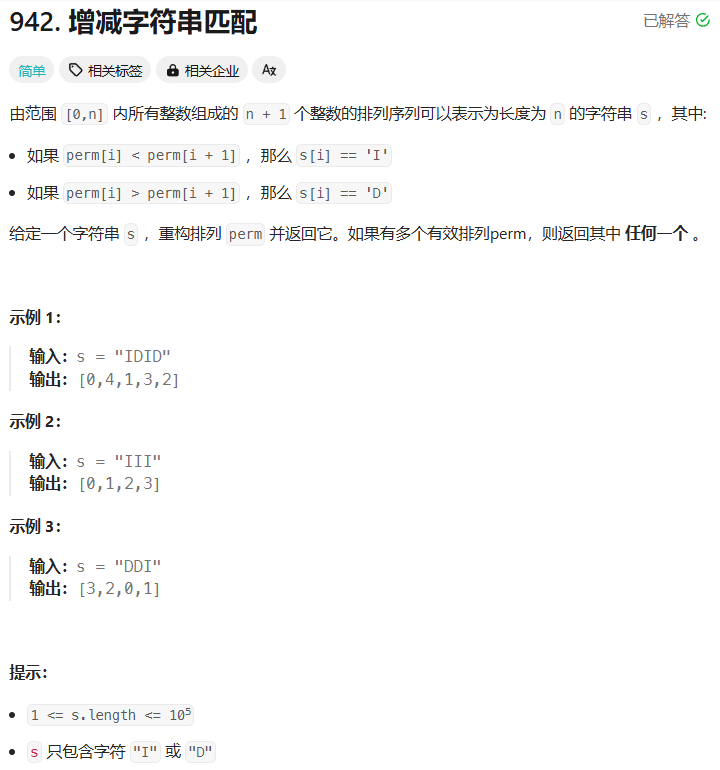 942. 增减字符串匹配
已解答
简单 相关标签 相关企业 Az
由范围 [0,n] 内所有整数组成的 n + 1 个整数的排列序列可以表示为长度为 n 的字符串 s ，其中:
• 如果 perm[i] < perm[i + 1] ，那么 s[i] == 'I'
• 如果 perm[i] > perm[i + 1] ，那么 s[i] == 'D'
给定一个字符串 s ，重构排列 perm 并返回它。如果有多个有效排列perm，则返回其中 任何一个 。
示例 1：
输入：s = "IDID"
输出：[0,4,1,3,2]
示例 2：
输入：s = "III"
输出：[0,1,2,3]
示例 3：
输入：s = "DDI"
输出：[3,2,0,1]
提示：
• 1 <= s.length <= 10⁵
• s 只包含字符 "I" 或 "D"